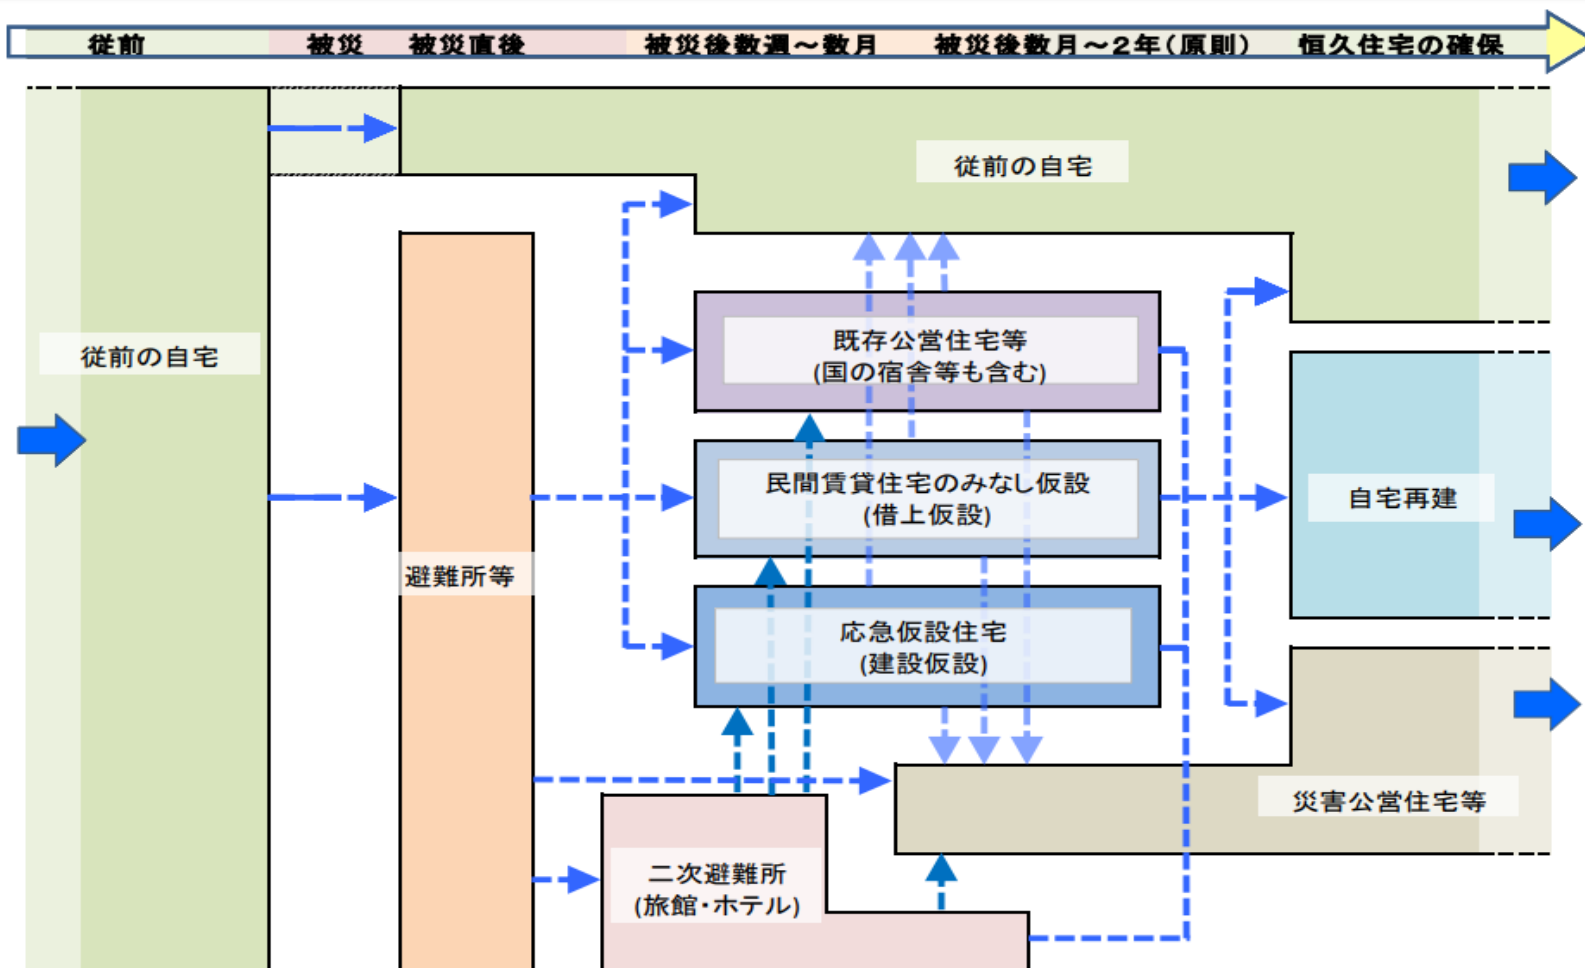 従前 被災 被災直後 被災後数週～数月 被災後数月～2年(原則) 恒久住宅の確保
従前の自宅
従前の自宅
既存公営住宅等
(国の宿舎等も含む)
民間賃貸住宅のみなし仮設
(借上仮設)
自宅再建
避難所等
応急仮設住宅
(建設仮設)
災害公営住宅等
二次避難所
(旅館・ホテル)